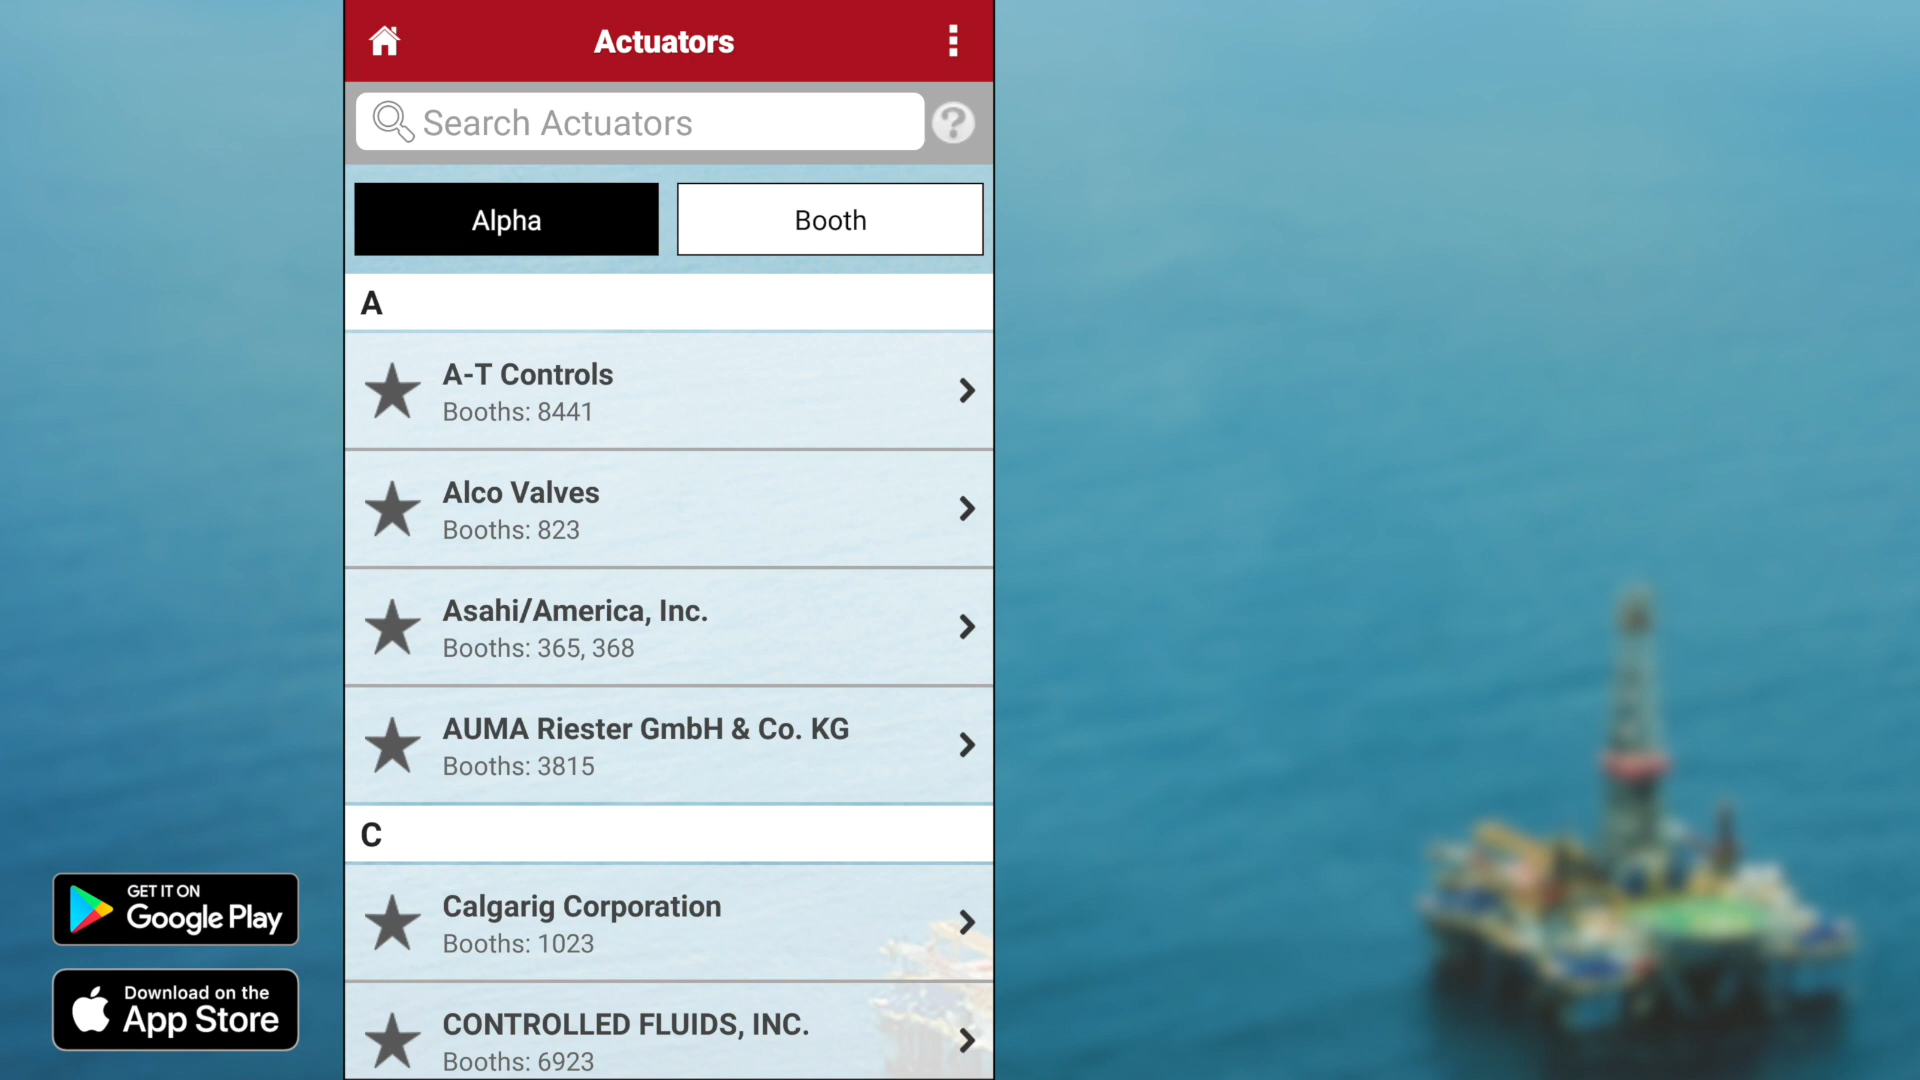 Actuators
Search Actuators
?
Alpha
Booth
A
A-T Controls
Booths: 8441
Alco Valves
Booths: 823
Asahi/America, Inc.
Booths: 365, 368
AUMA Riester GmbH & Co. KG
Booths: 3815
C
Calgarig Corporation
Booths: 1023
CONTROLLED FLUIDS, INC.
Booths: 6923
GET IT ON
Google Play
Download on the
App Store